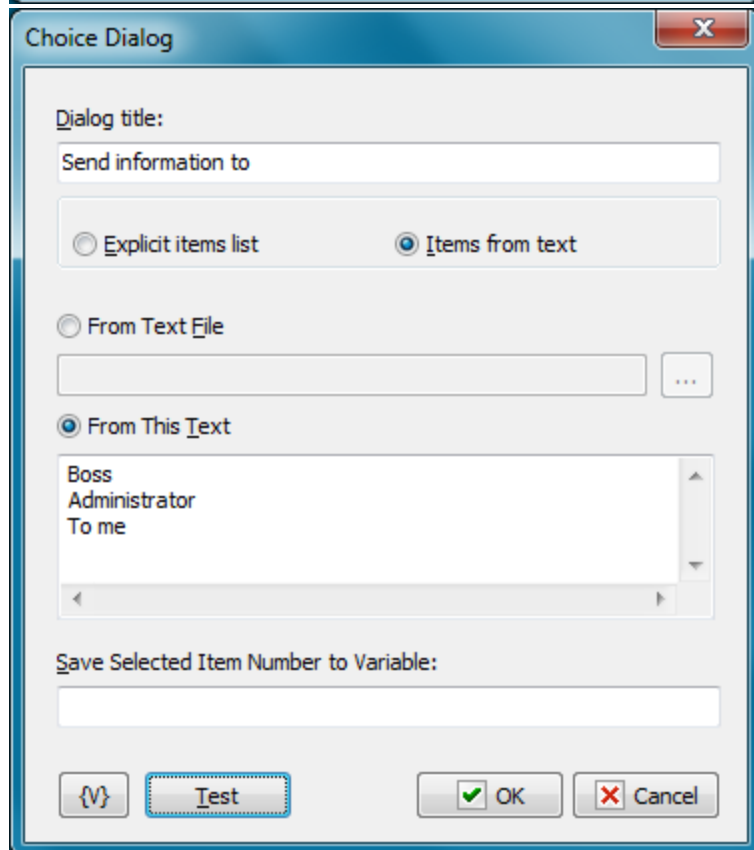 Choice Dialog
Dialog title:
Send information to
Explicit items list Items from text
From Text File
...
From This Text
Boss
Administrator
To me
Save Selected Item Number to Variable:
{V} Test OK Cancel